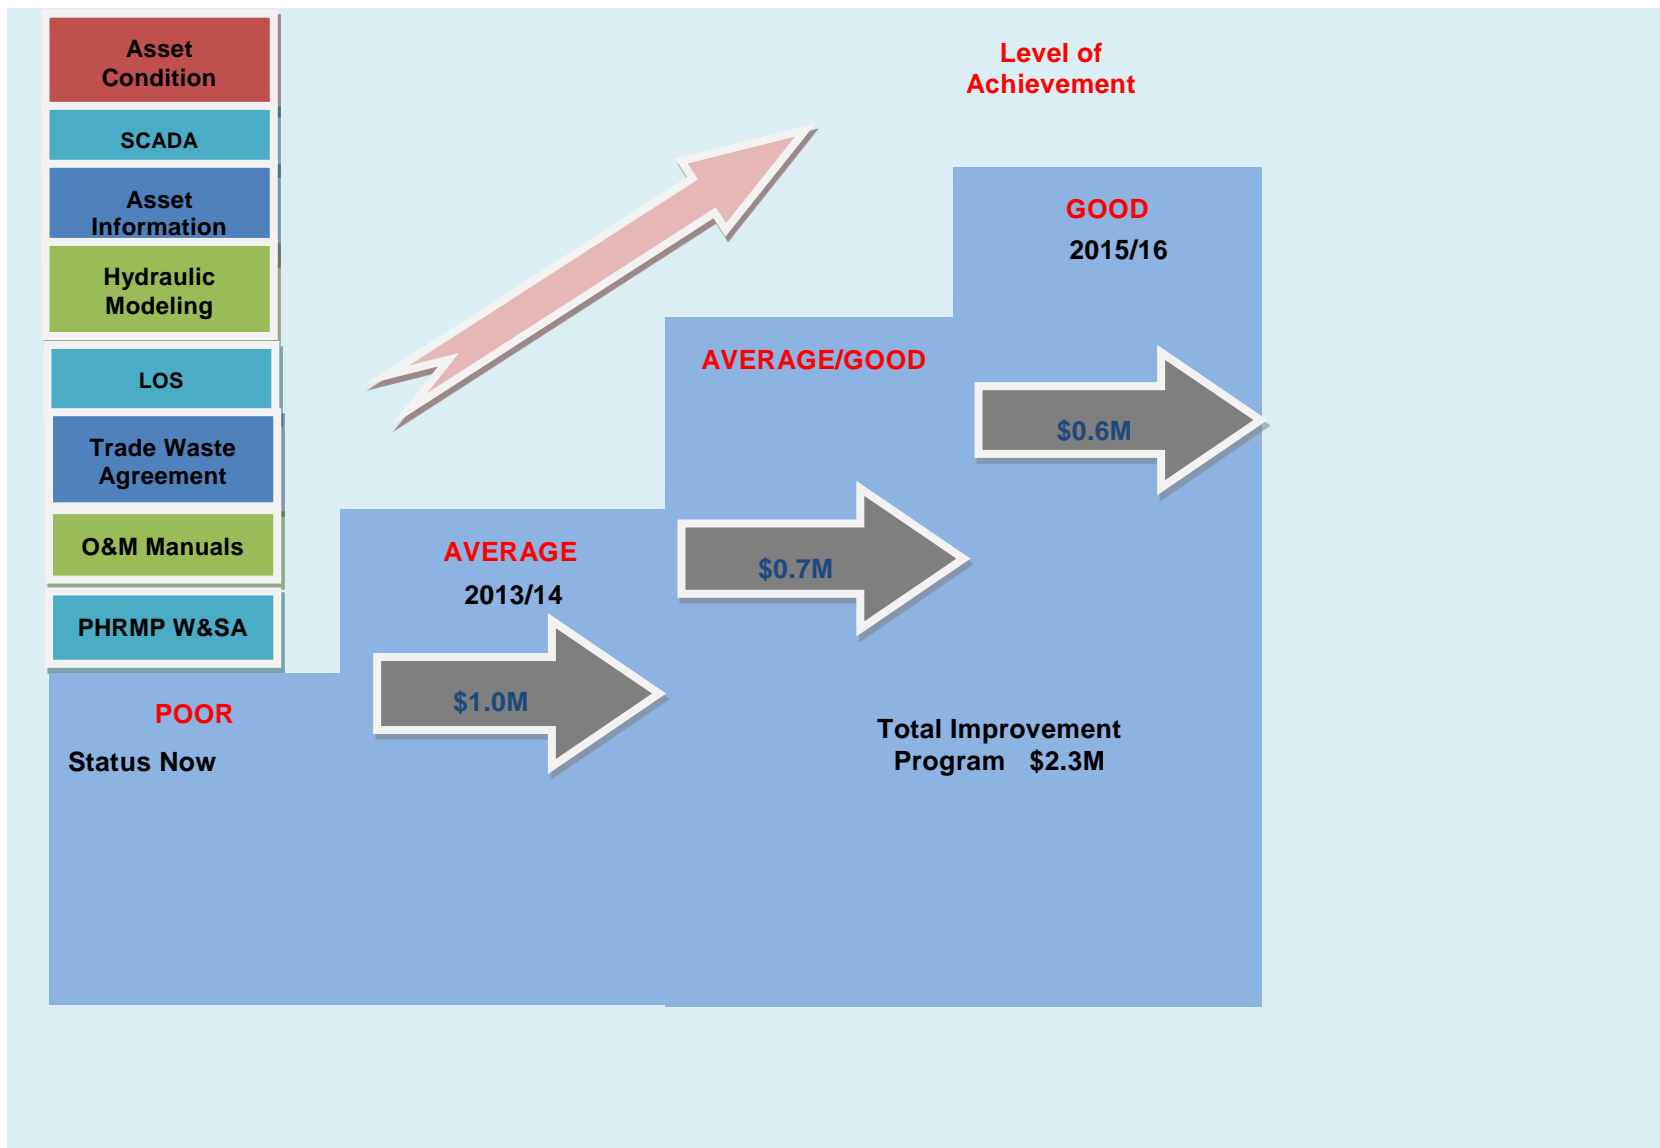 Asset
Condition
SCADA
Asset
Information
Hydraulic
Modeling
LOS
Trade Waste
Agreement
O&M Manuals
PHRMP W&SA
POOR
Status Now
AVERAGE
2013/14
$1.0M
AVERAGE/GOOD
$0.7M
Level of
Achievement
GOOD
2015/16
$0.6M
Total Improvement
Program $2.3M